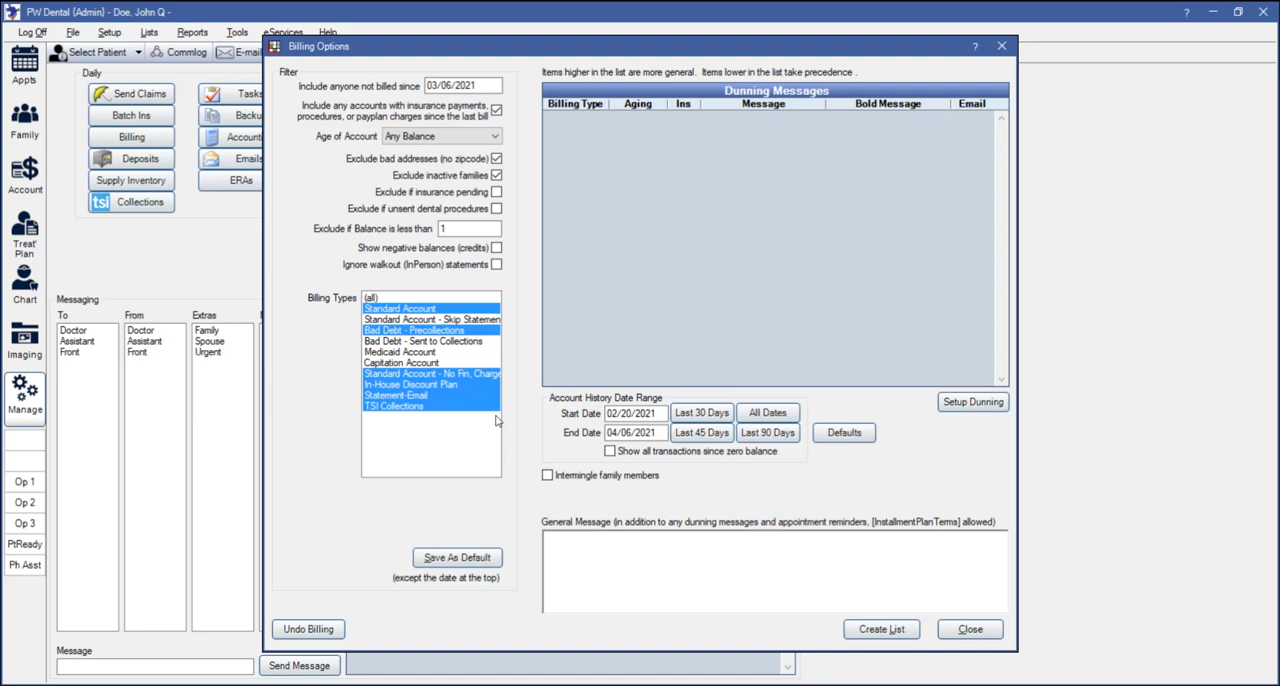 PW Dental {Admin} - Doe, John Q -
?
Log Off File Setup Lists Reports Tools eServices Help
Select Patient Commlog E-mail
Appts
Family
Account
Treat' Plan
Chart
Imaging
Manage
Op 1
Op 2
Op 3
PtReady
Ph Asst
Daily
Send Claims
Batch Ins
Billing
Deposits
Supply Inventory
tsi Collections
Tasks
Backu
Account
Emails
ERAs
Messaging
To From Extras
Doctor
Assistant
Front
Doctor
Assistant
Front
Family
Spouse
Urgent
Message
Send Message
Billing Options
?
Filter
Include anyone not billed since 03/06/2021
Include any accounts with insurance payments,
procedures, or payplan charges since the last bill
Age of Account Any Balance
Exclude bad addresses (no zipcode)
Exclude inactive families
Exclude if insurance pending
Exclude if unsent dental procedures
Exclude if Balance is less than 1
Show negative balances (credits)
Ignore walkout (InPerson) statements
Billing Types
(all)
Standard Account
Standard Account - Skip Statemen
Bad Debt - Precollections
Bad Debt - Sent to Collections
Medicaid Account
Capitation Account
Standard Account - No Fin, Charge
In-House Discount Plan
Statement-Email
TSI Collections
Save As Default
(except the date at the top)
Undo Billing
Items higher in the list are more general. Items lower in the list take precedence .
Dunning Messages
Billing Type Aging Ins Message Bold Message Email
Setup Dunning
Account History Date Range
Start Date 02/20/2021 Last 30 Days All Dates
End Date 04/06/2021 Last 45 Days Last 90 Days
Defaults
Show all transactions since zero balance
Intermingle family members
General Message (in addition to any dunning messages and appointment reminders, [InstallmentPlanTerms] allowed)
Create List
Close